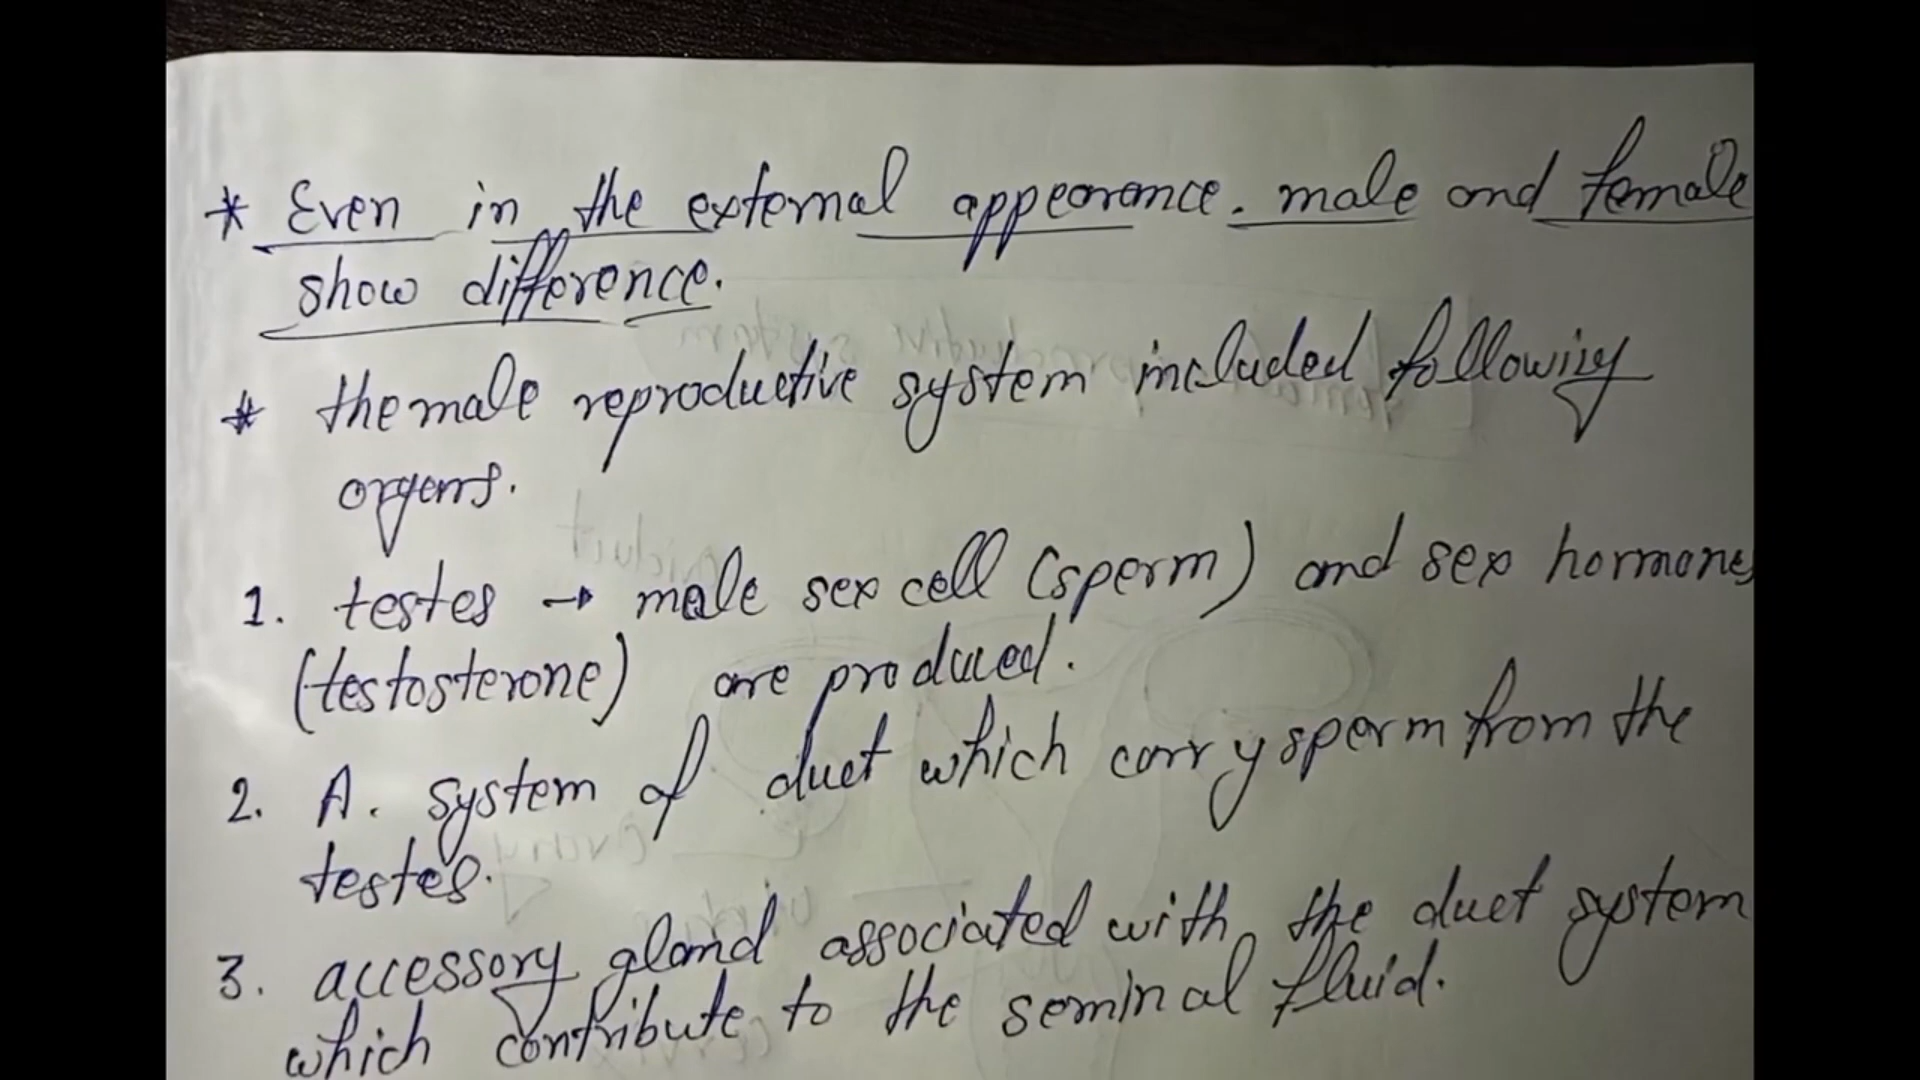 * Even in the external appearance. male and female
show difference.
* the male reproductive system included following
organs.
1. testes → male sex cell (sperm) and sex hormones
(testosterone) are produced.
2. A. system of duct which carry sperm from the
testes.
3. accessory gland associated with the duct system
which contribute to the seminal fluid.